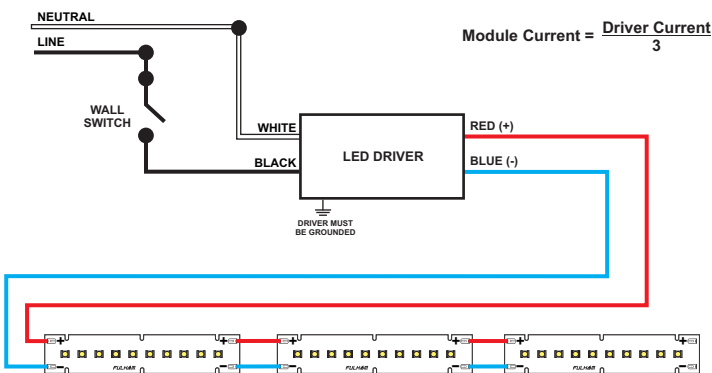 NEUTRAL
LINE
Module Current = Driver Current
3
WALL
SWITCH
WHITE
BLACK
LED DRIVER
RED (+)
BLUE (-)
DRIVER MUST
BE GROUNDED
+ + + + + +
FULHAM FULHAM FULHAM
- - - - - -